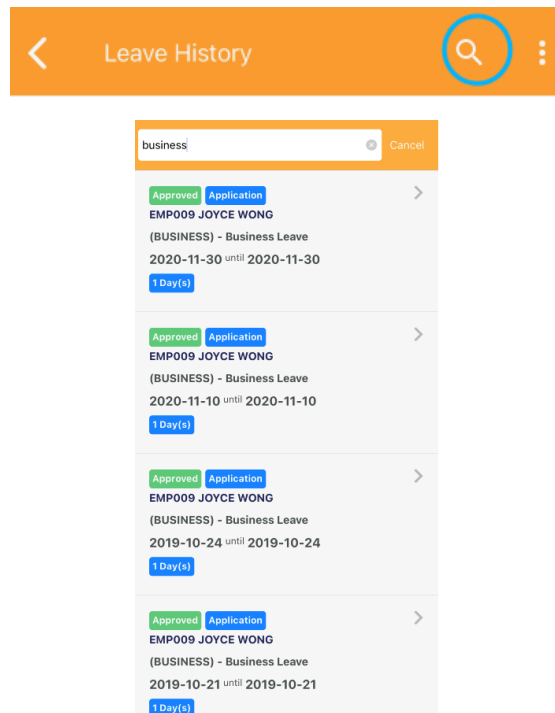 Leave History
business Cancel
Approved Application
EMP009 JOYCE WONG
(BUSINESS) - Business Leave
2020-11-30 until 2020-11-30
1 Day(s)
Approved Application
EMP009 JOYCE WONG
(BUSINESS) - Business Leave
2020-11-10 until 2020-11-10
1 Day(s)
Approved Application
EMP009 JOYCE WONG
(BUSINESS) - Business Leave
2019-10-24 until 2019-10-24
1 Day(s)
Approved Application
EMP009 JOYCE WONG
(BUSINESS) - Business Leave
2019-10-21 until 2019-10-21
1 Day(s)